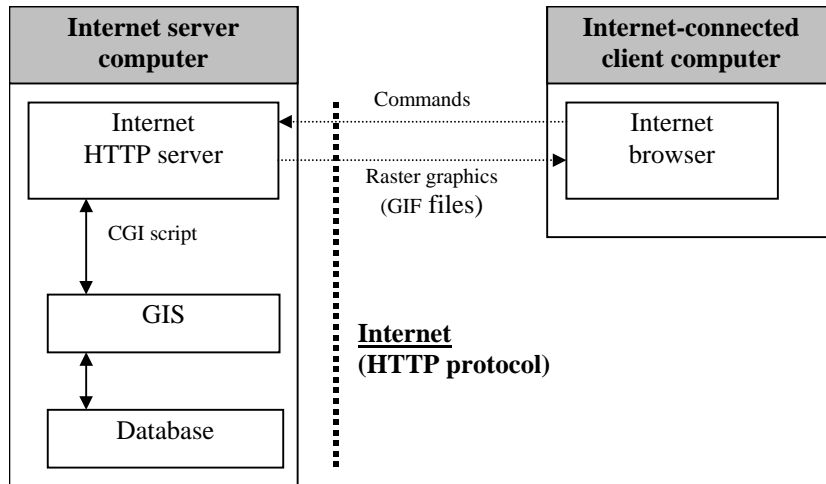 Internet server
computer
Internet-connected
client computer
Commands
Internet
HTTP server
Internet
browser
Raster graphics
(GIF files)
CGI script
GIS
Internet
(HTTP protocol)
Database